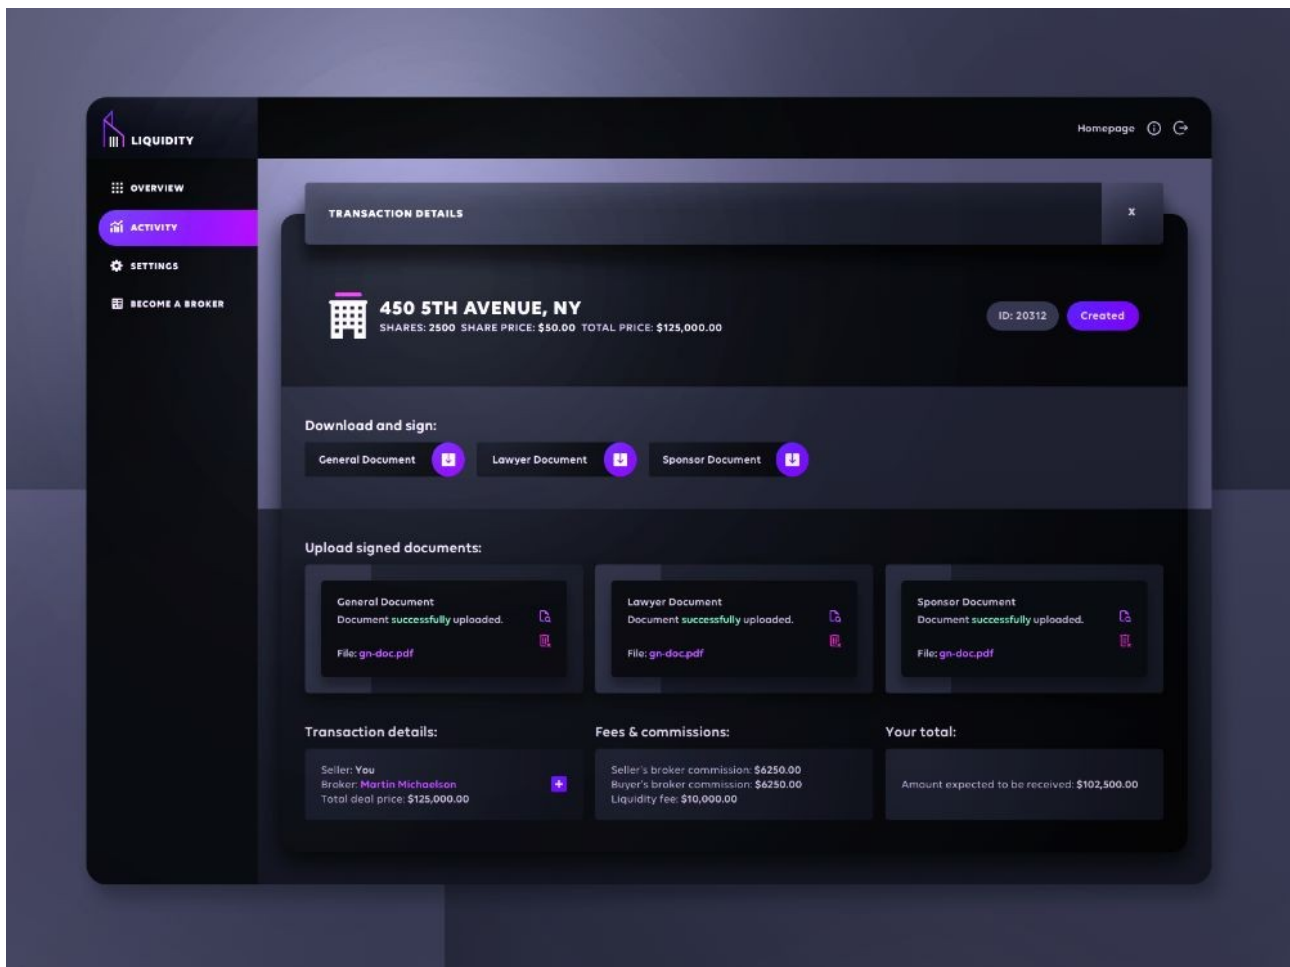 LIQUIDITY
Homepage
OVERVIEW
ACTIVITY
SETTINGS
BECOME A BROKER
TRANSACTION DETAILS
x
450 5TH AVENUE, NY
SHARES: 2500 SHARE PRICE: $50.00 TOTAL PRICE: $125,000.00
ID: 20312
Created
Download and sign:
General Document
Lawyer Document
Sponsor Document
Upload signed documents:
General Document
Document successfully uploaded.
File: gn-doc.pdf
Lawyer Document
Document successfully uploaded.
File: gn-doc.pdf
Sponsor Document
Document successfully uploaded.
File: gn-doc.pdf
Transaction details:
Seller: You
Broker: Martin Michaelson
Total deal price: $125,000.00
Fees & commissions:
Seller's broker commission: $6250.00
Buyer's broker commission: $6250.00
Liquidity fee: $10,000.00
Your total:
Amount expected to be received: $102,500.00